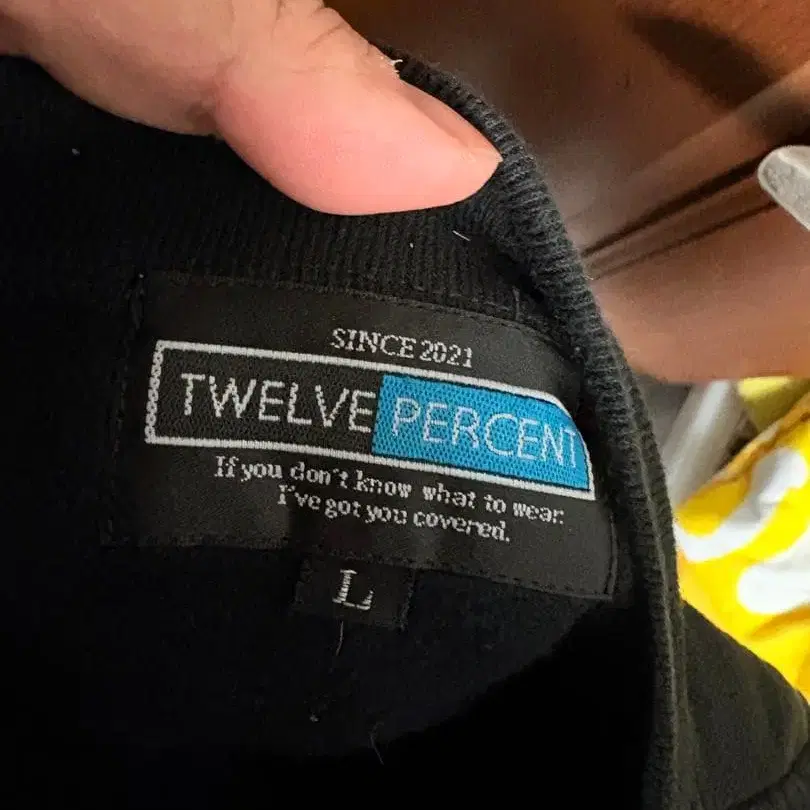 SINCE 2021
TWELVE PERCENT
If you don't know what to wear.
I've got you covered.
L